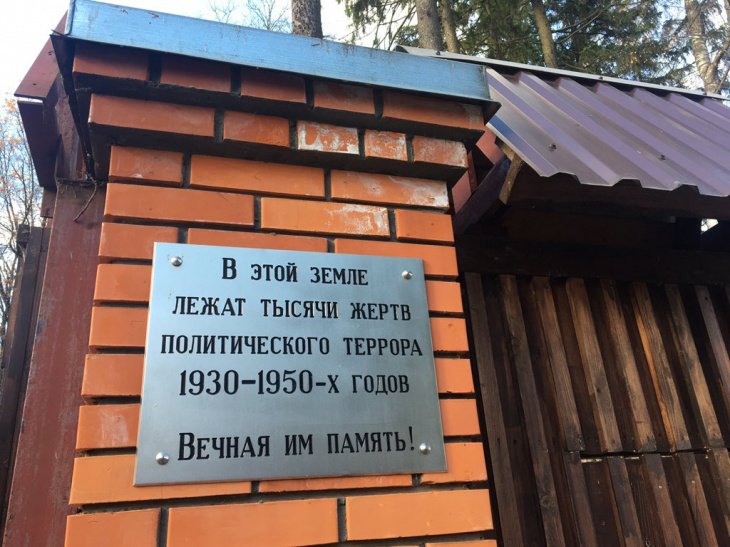 В этой земле
лежат тысячи жертв
политического террора
1930–1950-х годов
Вечная им память!